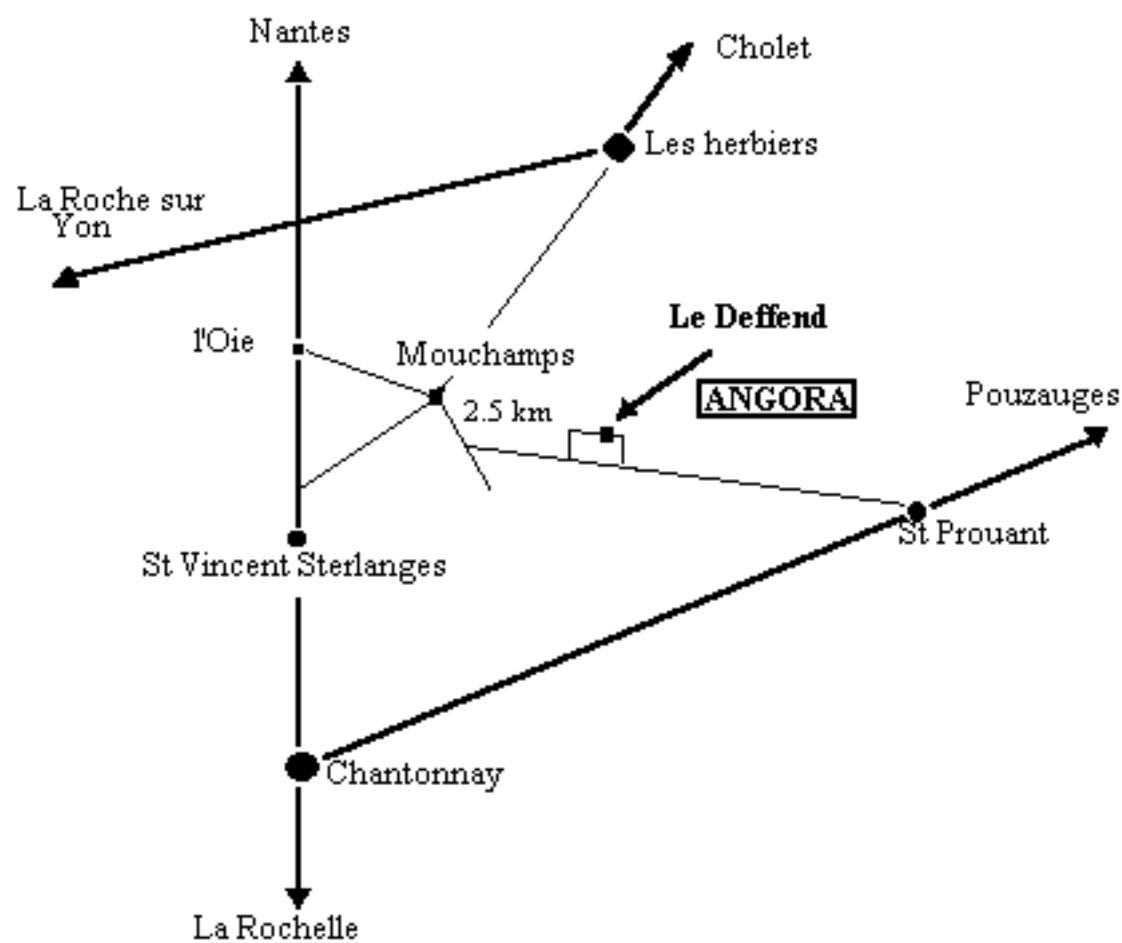 Nantes
Cholet
Les herbiers
La Roche sur
Yon
Le Deffend
l'Oie
Mouchamps
ANGORA
Pouzauges
2.5 km
St Prouant
St Vincent Sterlanges
Chantonnay
La Rochelle